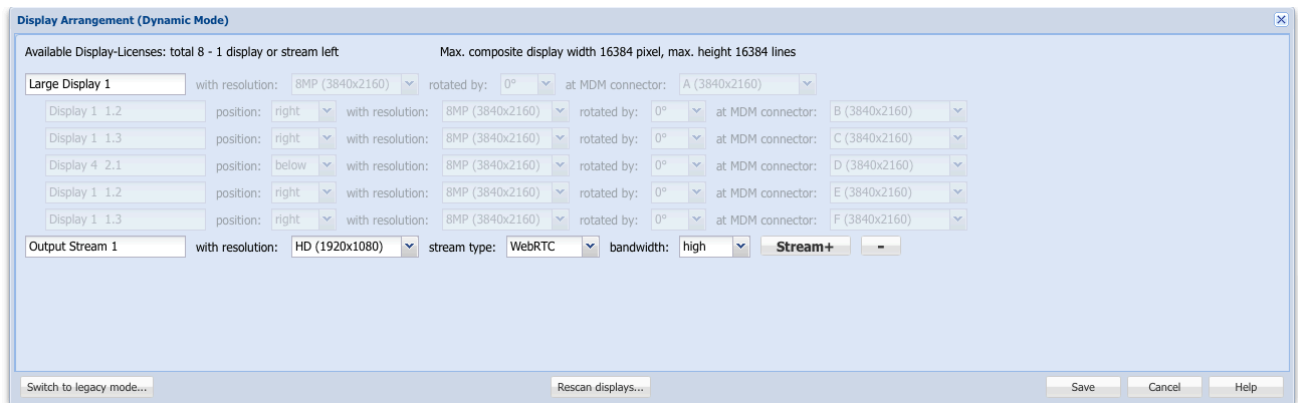 Display Arrangement (Dynamic Mode)
Available Display-Licenses: total 8 - 1 display or stream left Max. composite display width 16384 pixel, max. height 16384 lines
Large Display 1 with resolution: 8MP (3840x2160) rotated by: 0° at MDM connector: A (3840x2160)
Display 1 1.2 position: right with resolution: 8MP (3840x2160) rotated by: 0° at MDM connector: B (3840x2160)
Display 1 1.3 position: right with resolution: 8MP (3840x2160) rotated by: 0° at MDM connector: C (3840x2160)
Display 4 2.1 position: below with resolution: 8MP (3840x2160) rotated by: 0° at MDM connector: D (3840x2160)
Display 1 1.2 position: right with resolution: 8MP (3840x2160) rotated by: 0° at MDM connector: E (3840x2160)
Display 1 1.3 position: right with resolution: 8MP (3840x2160) rotated by: 0° at MDM connector: F (3840x2160)
Output Stream 1 with resolution: HD (1920x1080) stream type: WebRTC bandwidth: high Stream+ -
Switch to legacy mode... Rescan displays... Save Cancel Help